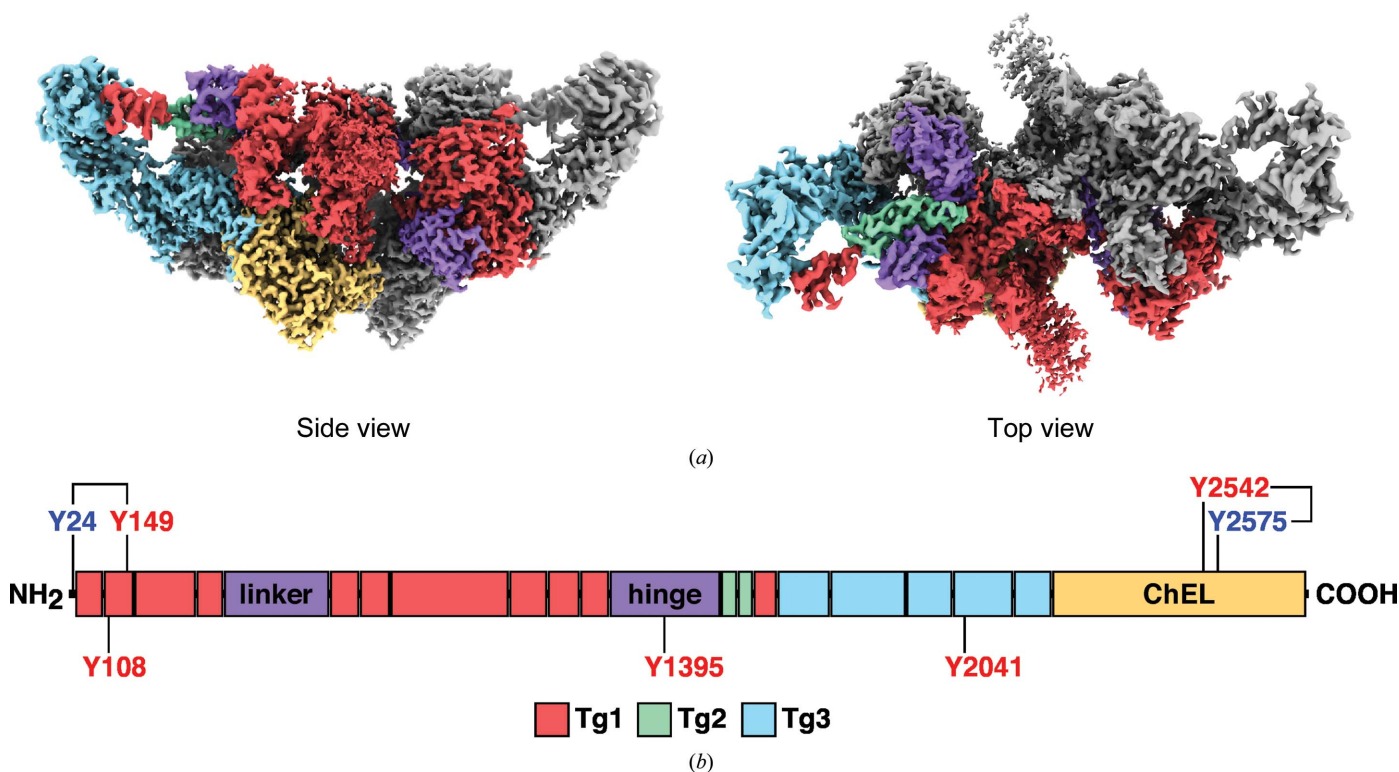 Side view Top view
(a)
Y2542
Y24 Y149 Y2575
NH2 linker hinge ChEL COOH
Y108 Y1395 Y2041
Tg1 Tg2 Tg3
(b)